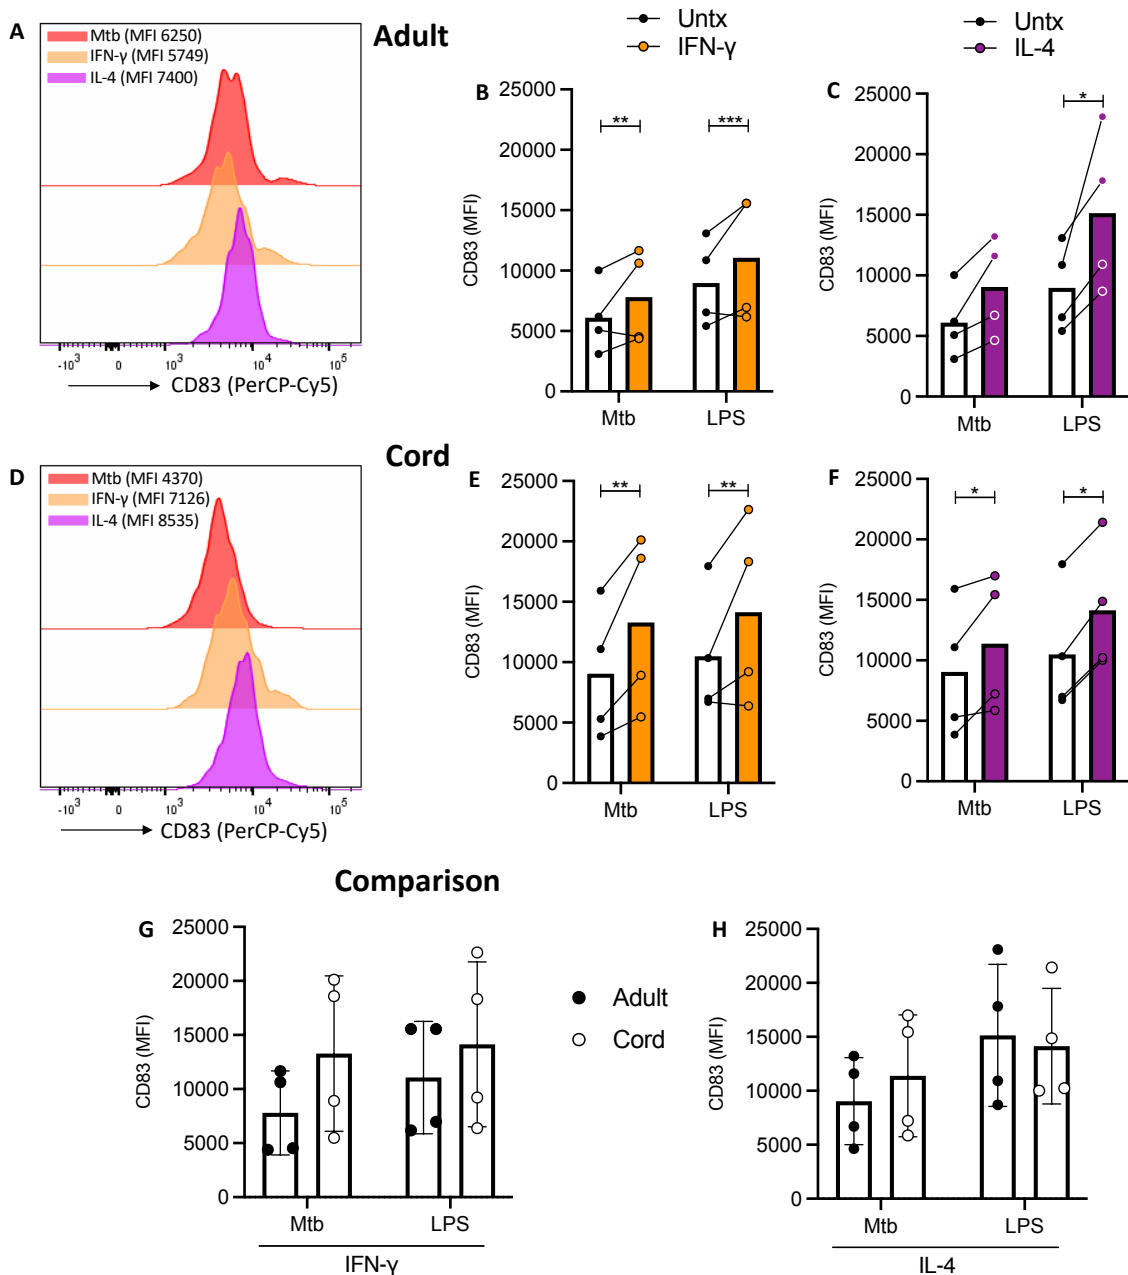 A
Mtb (MFI 6250)
IFN-γ (MFI 5749)
IL-4 (MFI 7400)
-10³ 0 10³ 10⁴ 10⁵
CD83 (PerCP-Cy5)
Adult
Untx
IFN-γ
B
CD83 (MFI)
25000
20000
15000
10000
5000
0
** ***
Mtb LPS
Untx
IL-4
C
CD83 (MFI)
25000
20000
15000
10000
5000
0
*
Mtb LPS
Cord
D
Mtb (MFI 4370)
IFN-γ (MFI 7126)
IL-4 (MFI 8535)
-10³ 0 10³ 10⁴ 10⁵
CD83 (PerCP-Cy5)
E
CD83 (MFI)
25000
20000
15000
10000
5000
0
** **
Mtb LPS
F
CD83 (MFI)
25000
20000
15000
10000
5000
0
* *
Mtb LPS
Comparison
G
CD83 (MFI)
25000
20000
15000
10000
5000
0
Mtb LPS
IFN-γ
Adult
Cord
H
CD83 (MFI)
25000
20000
15000
10000
5000
0
Mtb LPS
IL-4